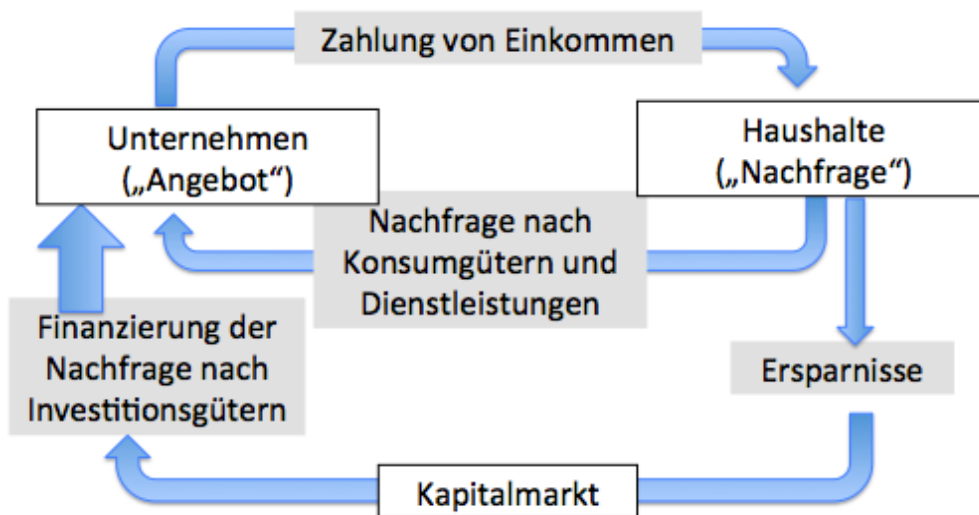 Zahlung von Einkommen
Unternehmen
(„Angebot“)
Haushalte
(„Nachfrage“)
Nachfrage nach
Konsumgütern und
Dienstleistungen
Finanzierung der
Nachfrage nach
Investitionsgütern
Ersparnisse
Kapitalmarkt